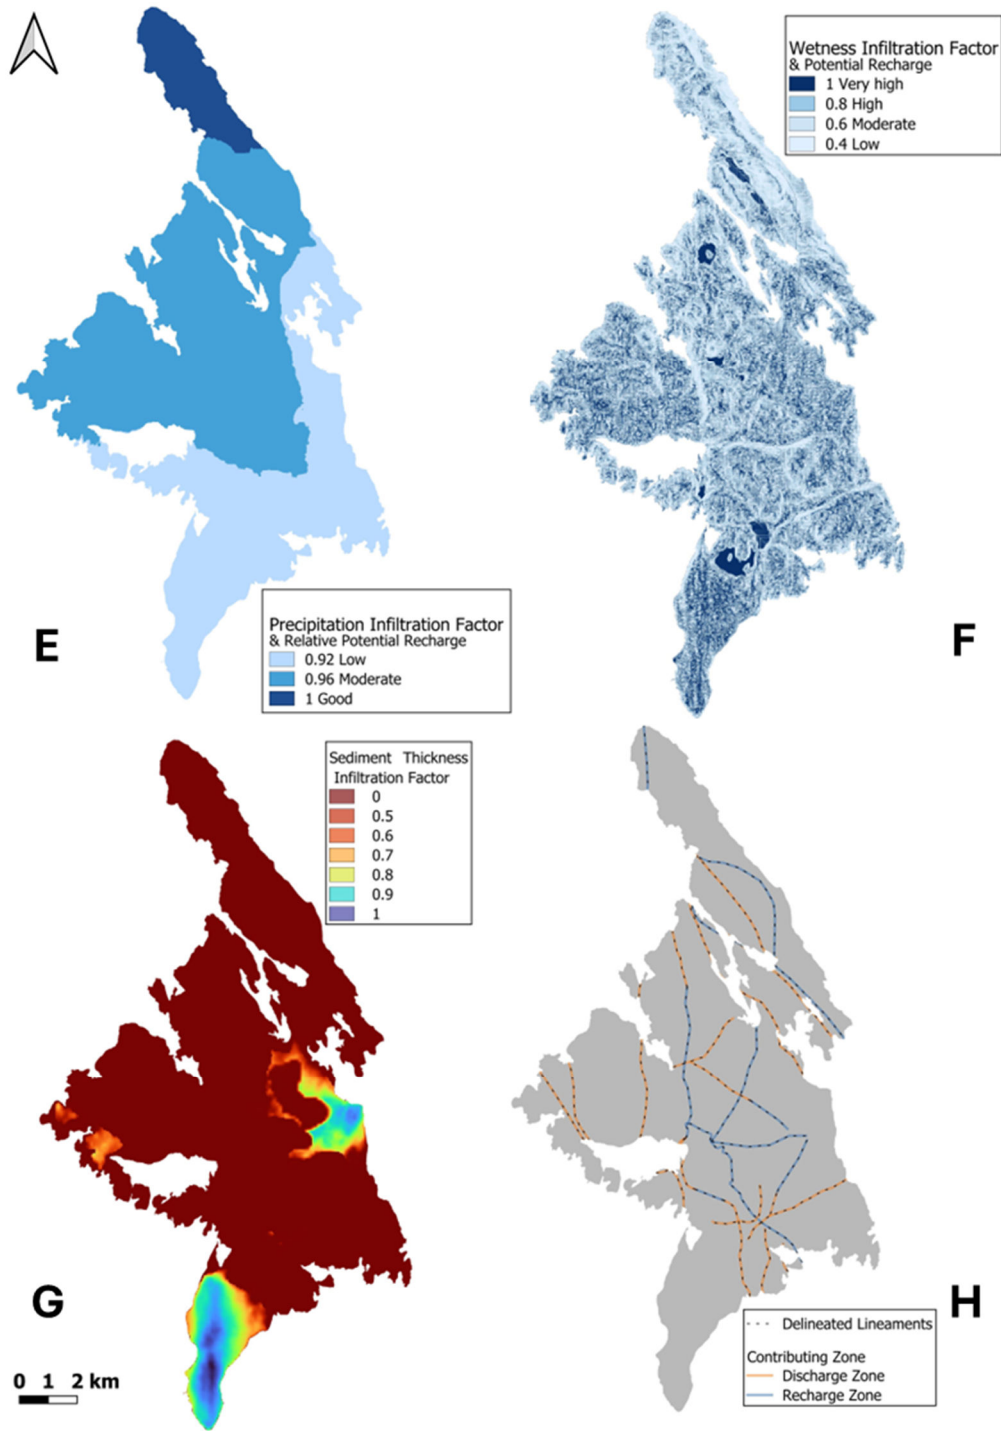 Wetness Infiltration Factor
& Potential Recharge
1 Very high
0.8 High
0.6 Moderate
0.4 Low
E
Precipitation Infiltration Factor
& Relative Potential Recharge
0.92 Low
0.96 Moderate
1 Good
F
Sediment Thickness
Infiltration Factor
0
0.5
0.6
0.7
0.8
0.9
1
G
0 1 2 km
H
Delineated Lineaments
Contributing Zone
Discharge Zone
Recharge Zone